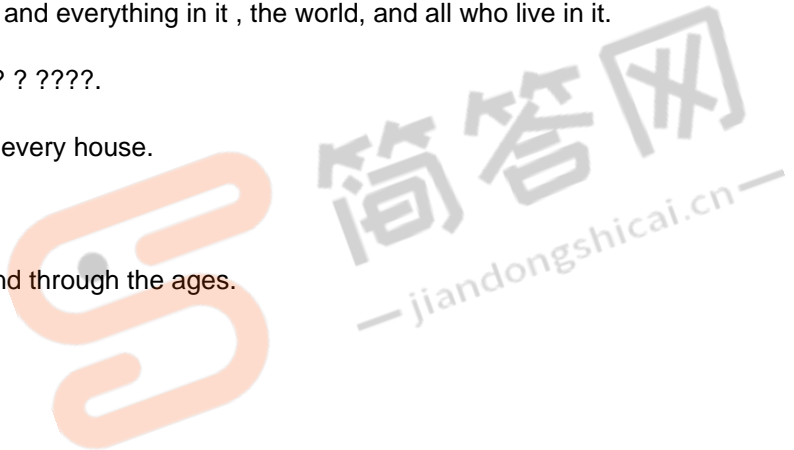 and everything in it , the world, and all who live in it.
? ? ????.
every house.
nd through the ages.
简答网
jiandongshicai.cn